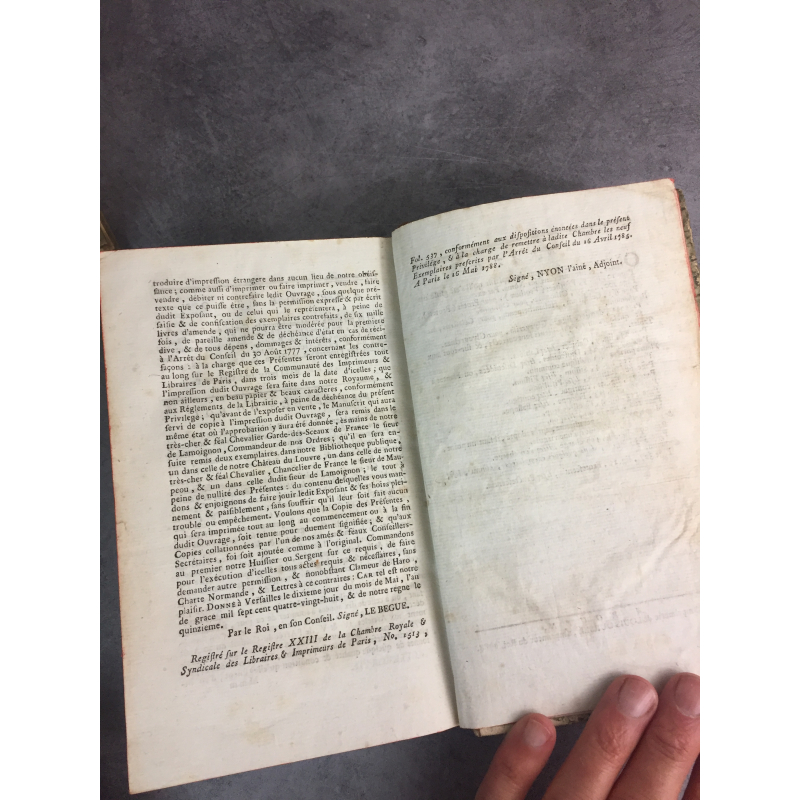 troduire d'impression étrangere dans aucun lieu de notre obéis-
sance ; comme aussi d'imprimer ou faire imprimer, vendre, faire
vendre, débiter ni contrefaire ledit Ouvrage, sous quelque pré-
texte que ce puisse être, sans la permission expresse & par écrit
dudit Exposant, ou de celui qui le représentera, à peine de
saisie & de confiscation des exemplaires contrefaits, de six mille
livres d'amende, qui ne pourra être modérée pour la premiere
fois, de pareille amende & de déchéance d'état en cas de réci-
dive, & de tous dépens, dommages & intérêts, conformément
à l'Arrêt du Conseil du 30 Août 1777, concernant les contre-
façons : à la charge que ces Présentes seront enregistrées tout
au long sur le Registre de la Communauté des Imprimeurs &
Libraires de Paris, dans trois mois de la date d'icelles ; que
l'impression dudit Ouvrage sera faite dans notre Royaume, &
non ailleurs, en beau papier & beaux caracteres, conformément
aux Réglements de la Librairie, à peine de déchéance du présent
Privilege ; qu'avant de l'exposer en vente, le Manuscrit qui aura
servi de copie à l'impression dudit Ouvrage, sera remis dans le
même état où l'approbation y aura été donnée, ès mains de notre
très-cher & féal Chevalier Garde-des-Sceaux de France le sieur
de Lamoignon, Commandeur de nos Ordres ; qu'il en sera en-
suite remis deux exemplaires dans notre Bibliotheque publique,
un dans celle de notre Château du Louvre, un dans celle de notre
très-cher & féal Chevalier, Chancelier de France le sieur de Mau-
peou, & un dans celle dudit sieur de Lamoignon ; le tout à
peine de nullité des Présentes : du contenu desquelles vous man-
dons & enjoignons de faire jouir ledit Exposant & ses hoirs plei-
nement & paisiblement, sans souffrir qu'il leur soit fait aucun
trouble ou empêchement. Voulons que la Copie des Présentes,
qui sera imprimée tout au long au commencement ou à la fin
dudit Ouvrage, soit tenue pour duement signifiée ; & qu'aux
Copies collationnées par l'un de nos amés & féaux Conseillers-
Secrétaires, foi soit ajoutée comme à l'original. Commandons
au premier notre Huissier ou Sergent sur ce requis, de faire
pour l'exécution d'icelles tous actes requis & nécessaires, sans
demander autre permission, & nonobstant Clameur de Haro,
Charte Normande, & Lettres à ce contraires : CAR tel est notre
plaisir. DONNÉ à Versailles le dixieme jour du mois de Mai, l'an
de grace mil sept cent quatre-vingt-huit, & de notre regne le
quinzieme.
Par le Roi, en son Conseil. Signé, LE BEGUE.
Registré sur le Registre XXIII de la Chambre Royale &
Syndicale des Libraires & Imprimeurs de Paris, No. 1513,
Fol. 537, conformément aux dispositions énoncées dans le présent
Privilége, & à la charge de remettre à ladite Chambre les neuf
Exemplaires prescrits par l'Arrêt du Conseil du 16 Avril 1785.
A Paris le 16 Mai 1788.
Signé, NYON l'aîné, Adjoint.